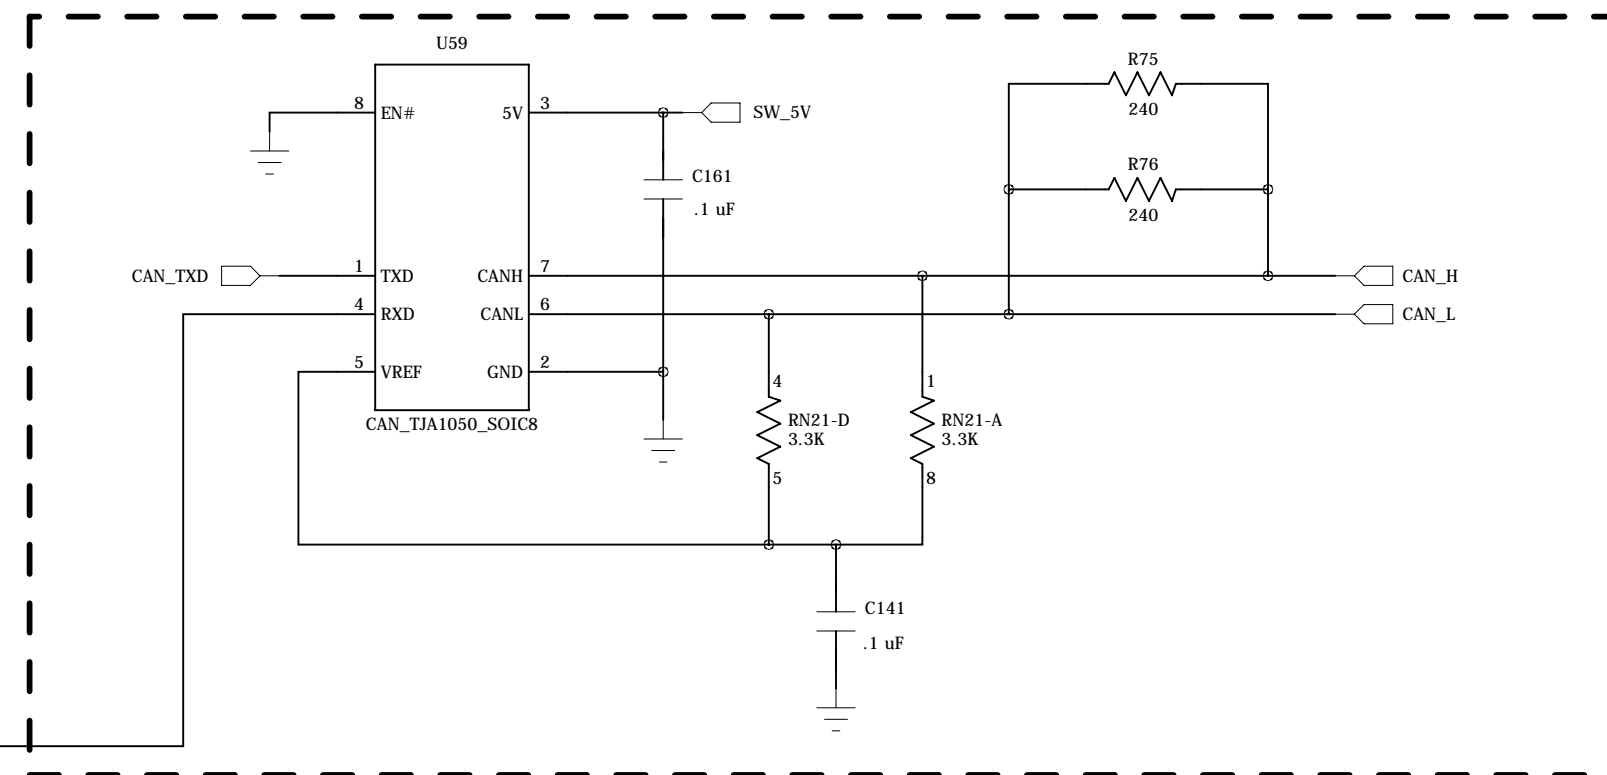 U59
R75
240
8 EN# 5V 3 SW_5V
C161
.1 uF
R76
240
CAN_TXD 1 TXD CANH 7 CAN_H
4 RXD CANL 6 CAN_L
5 VREF GND 2
CAN_TJA1050_SOIC8
4
RN21-D
3.3K
5
1
RN21-A
3.3K
8
C141
.1 uF